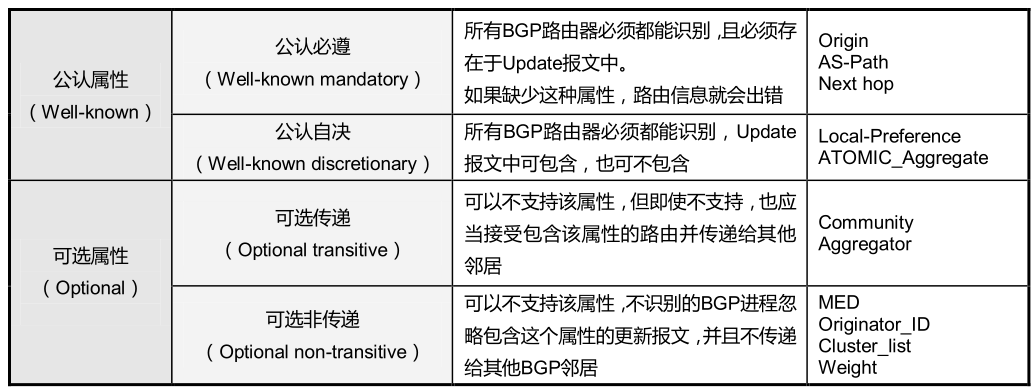 公认属性
（Well-known）
公认必遵
（Well-known mandatory）
所有BGP路由器必须都能识别，且必须存
在于Update报文中。
如果缺少这种属性，路由信息就会出错
Origin
AS-Path
Next hop
公认自决
（Well-known discretionary）
所有BGP路由器必须都能识别，Update
报文中可包含，也可不包含
Local-Preference
ATOMIC_Aggregate
可选属性
（Optional）
可选传递
（Optional transitive）
可以不支持该属性，但即使不支持，也应
当接受包含该属性的路由并传递给其他
邻居
Community
Aggregator
可选非传递
（Optional non-transitive）
可以不支持该属性，不识别的BGP进程忽
略包含这个属性的更新报文，并且不传递
给其他BGP邻居
MED
Originator_ID
Cluster_list
Weight